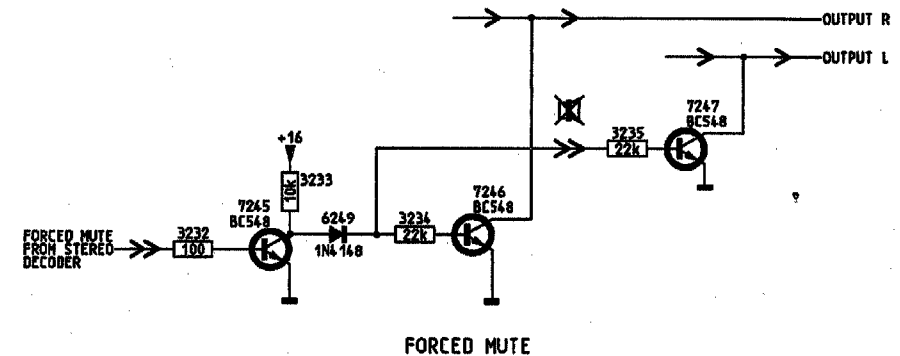 OUTPUT R
OUTPUT L
7247
BC548
3235
22k
+16
3233
10k
7245
BC548
6249
1N4148
7246
BC548
3234
22k
3232
100
FORCED MUTE
FROM STEREO
DECODER
FORCED MUTE